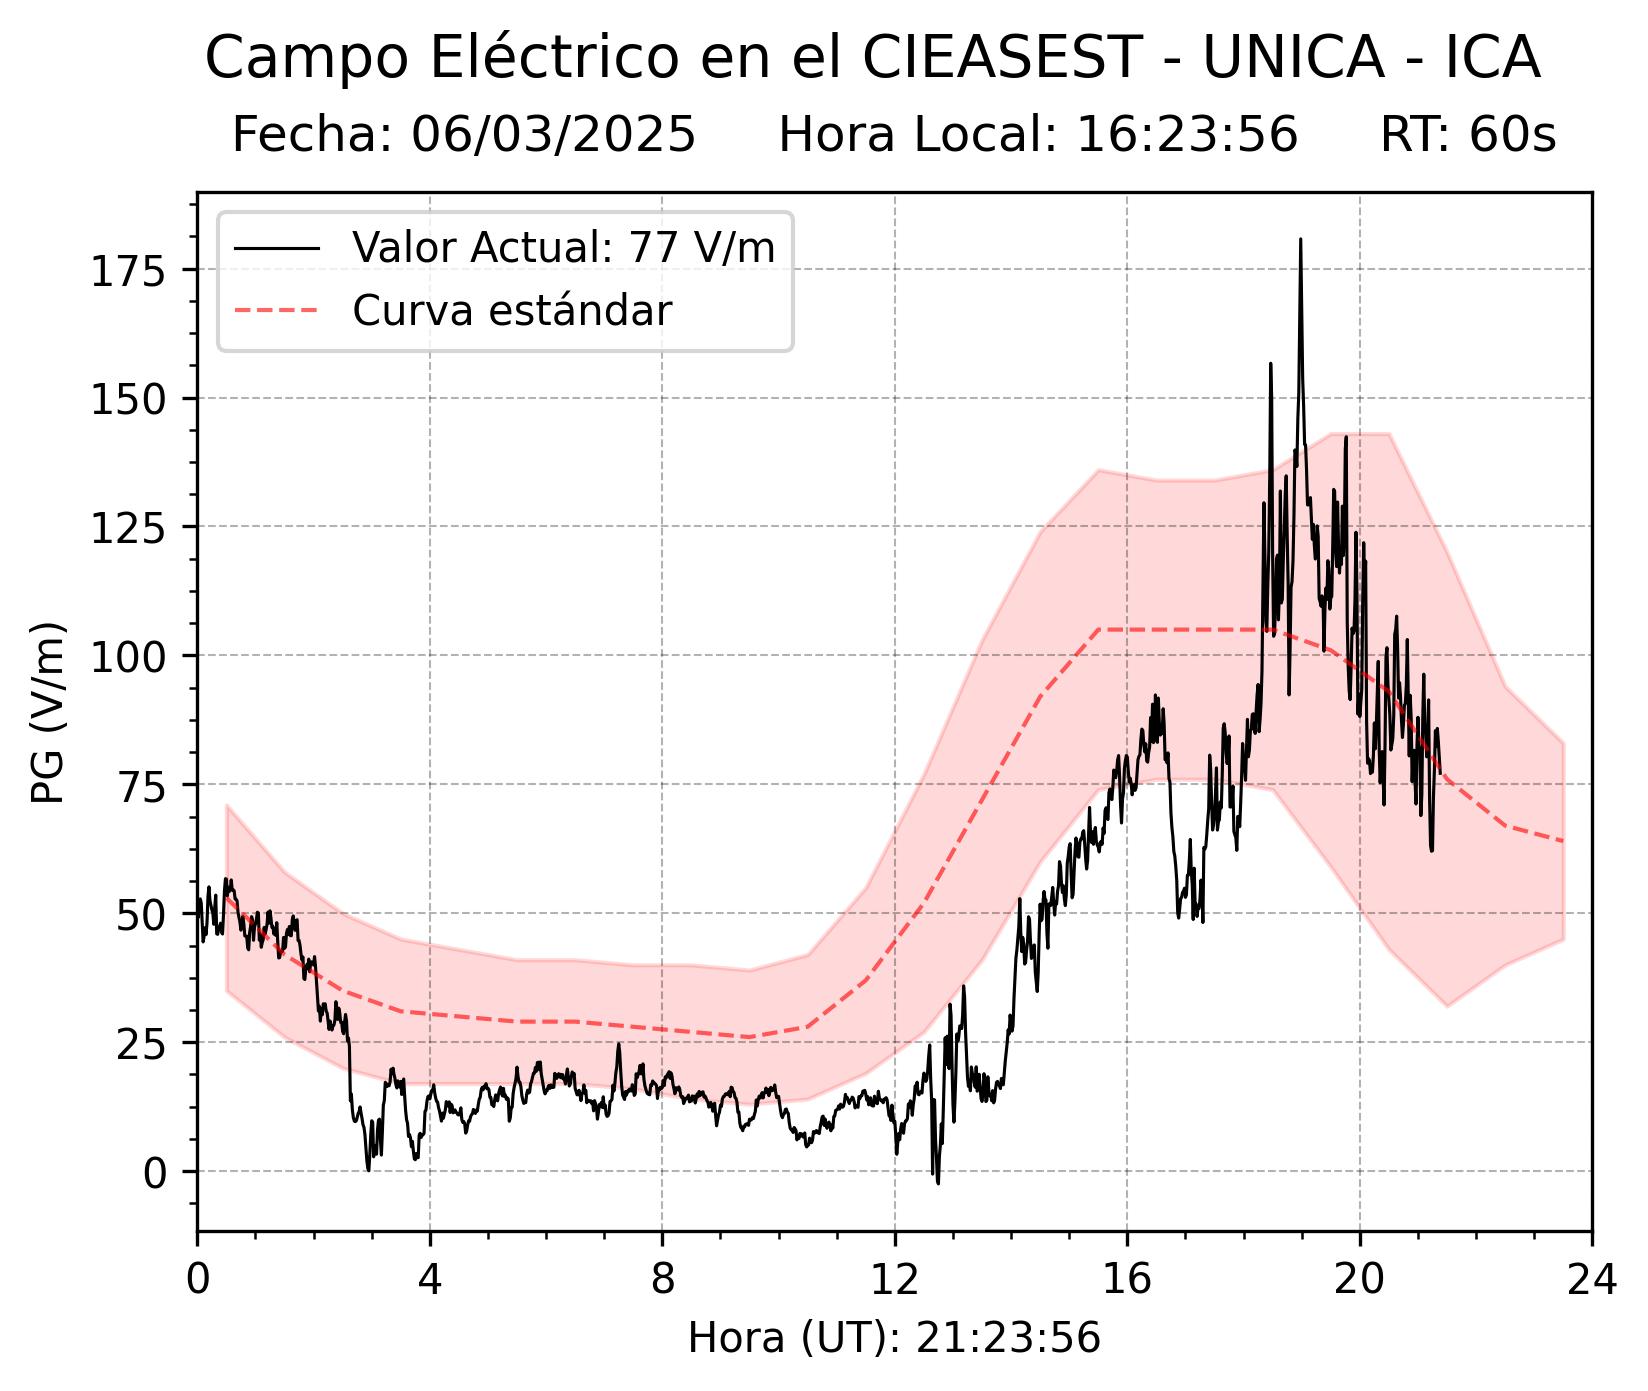 Campo Eléctrico en el CIEASEST - UNICA - ICA
Fecha: 06/03/2025 Hora Local: 16:23:56 RT: 60s
Valor Actual: 77 V/m
Curva estándar
PG (V/m)
175
150
125
100
75
50
25
0
0 4 8 12 16 20 24
Hora (UT): 21:23:56